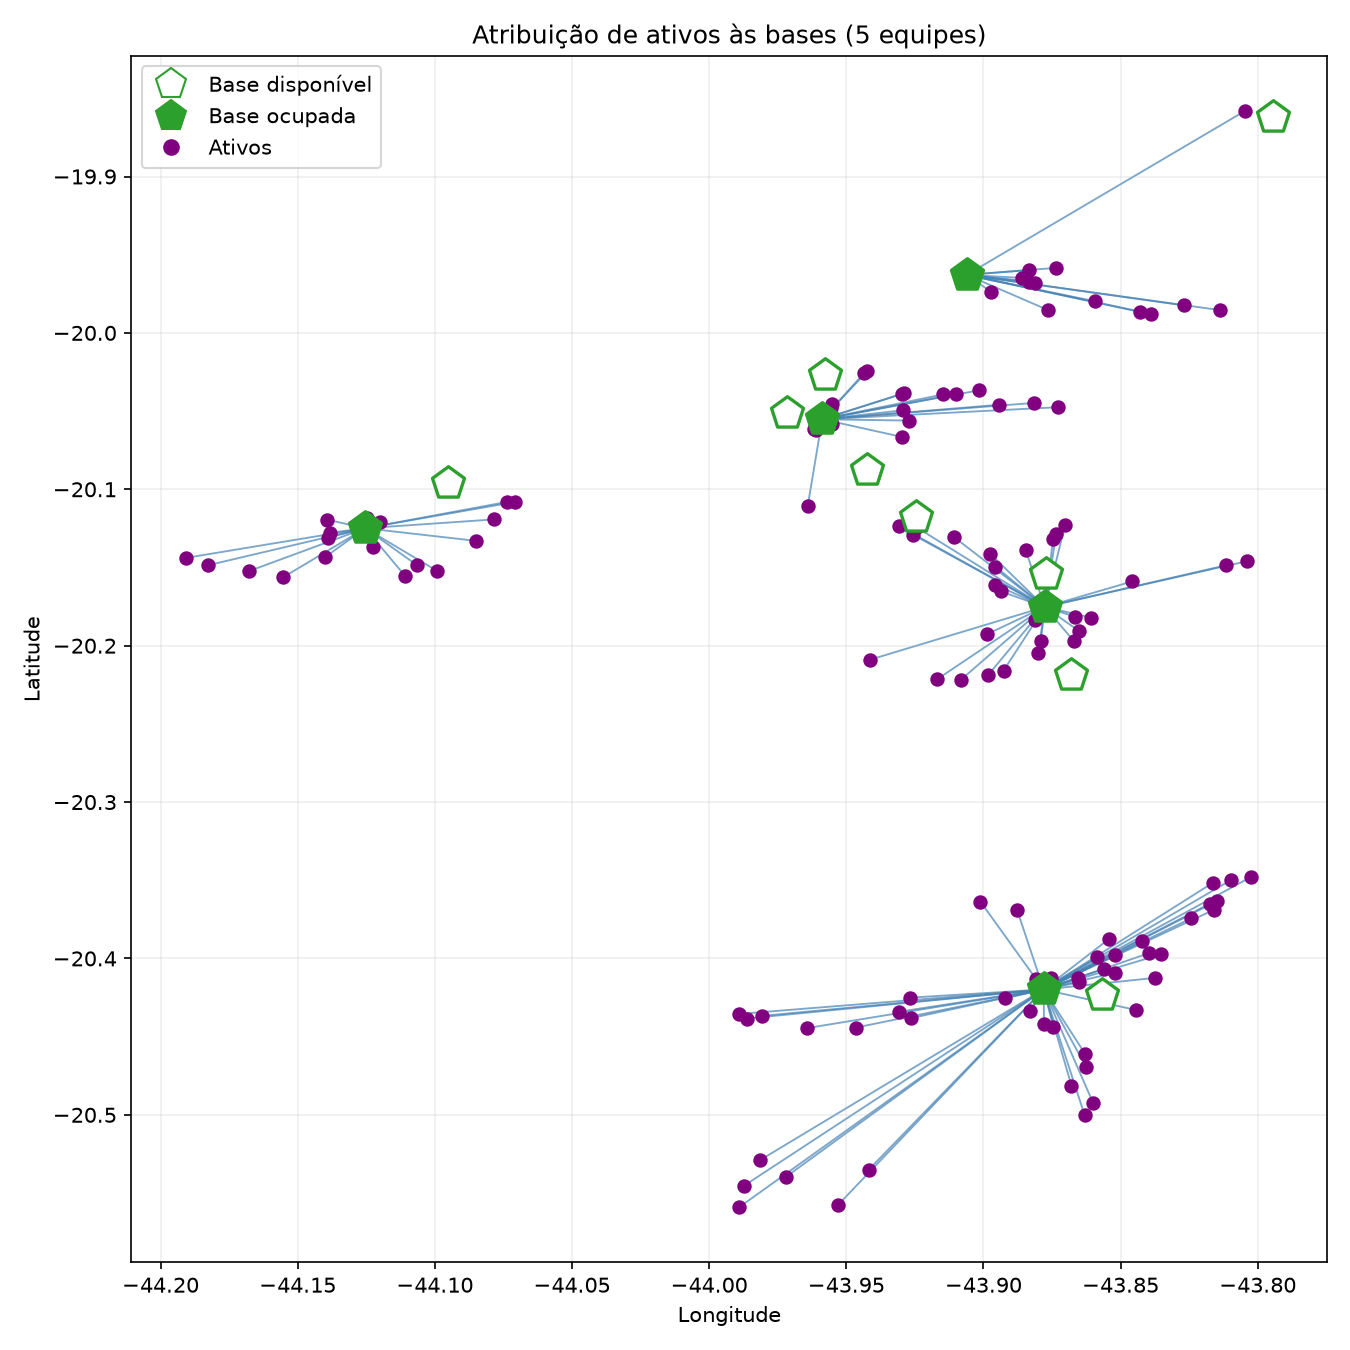 Atribuição de ativos às bases (5 equipes)
Base disponível
Base ocupada
Ativos
−19.9
−20.0
−20.1
−20.2
−20.3
−20.4
−20.5
Latitude
−44.20 −44.15 −44.10 −44.05 −44.00 −43.95 −43.90 −43.85 −43.80
Longitude